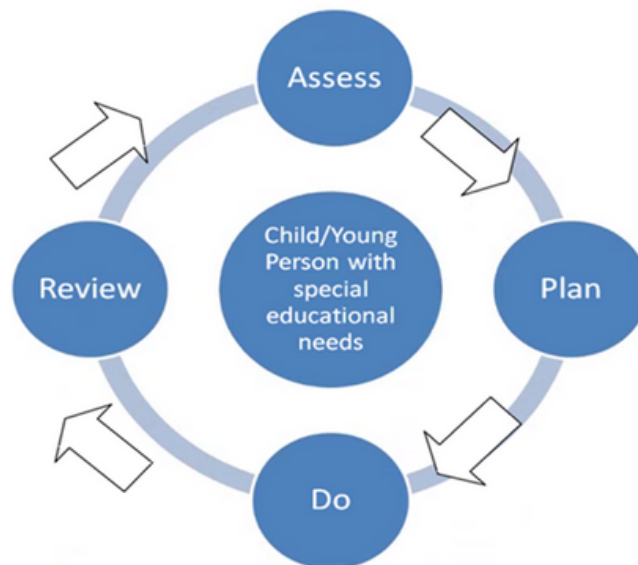 Assess
Child/Young
Person with
special
educational
needs
Review
Plan
Do